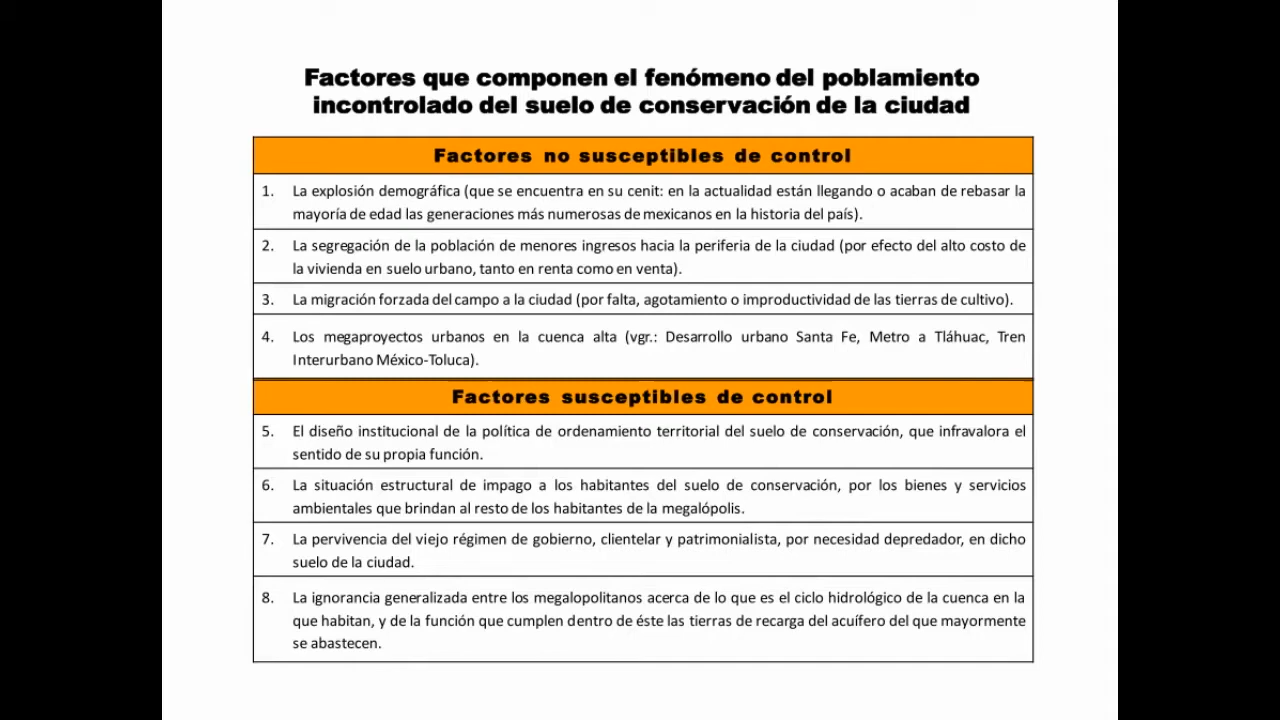 Factores que componen el fenómeno del poblamiento
incontrolado del suelo de conservación de la ciudad
Factores no susceptibles de control
1. La explosión demográfica (que se encuentra en su cenit: en la actualidad están llegando o acaban de rebasar la
mayoría de edad las generaciones más numerosas de mexicanos en la historia del país).
2. La segregación de la población de menores ingresos hacia la periferia de la ciudad (por efecto del alto costo de
la vivienda en suelo urbano, tanto en renta como en venta).
3. La migración forzada del campo a la ciudad (por falta, agotamiento o improductividad de las tierras de cultivo).
4. Los megaproyectos urbanos en la cuenca alta (vgr.: Desarrollo urbano Santa Fe, Metro a Tláhuac, Tren
Interurbano México-Toluca).
Factores susceptibles de control
5. El diseño institucional de la política de ordenamiento territorial del suelo de conservación, que infravalora el
sentido de su propia función.
6. La situación estructural de impago a los habitantes del suelo de conservación, por los bienes y servicios
ambientales que brindan al resto de los habitantes de la megalópolis.
7. La pervivencia del viejo régimen de gobierno, clientelar y patrimonialista, por necesidad depredador, en dicho
suelo de la ciudad.
8. La ignorancia generalizada entre los megalopolitanos acerca de lo que es el ciclo hidrológico de la cuenca en la
que habitan, y de la función que cumplen dentro de éste las tierras de recarga del acuífero del que mayormente
se abastecen.